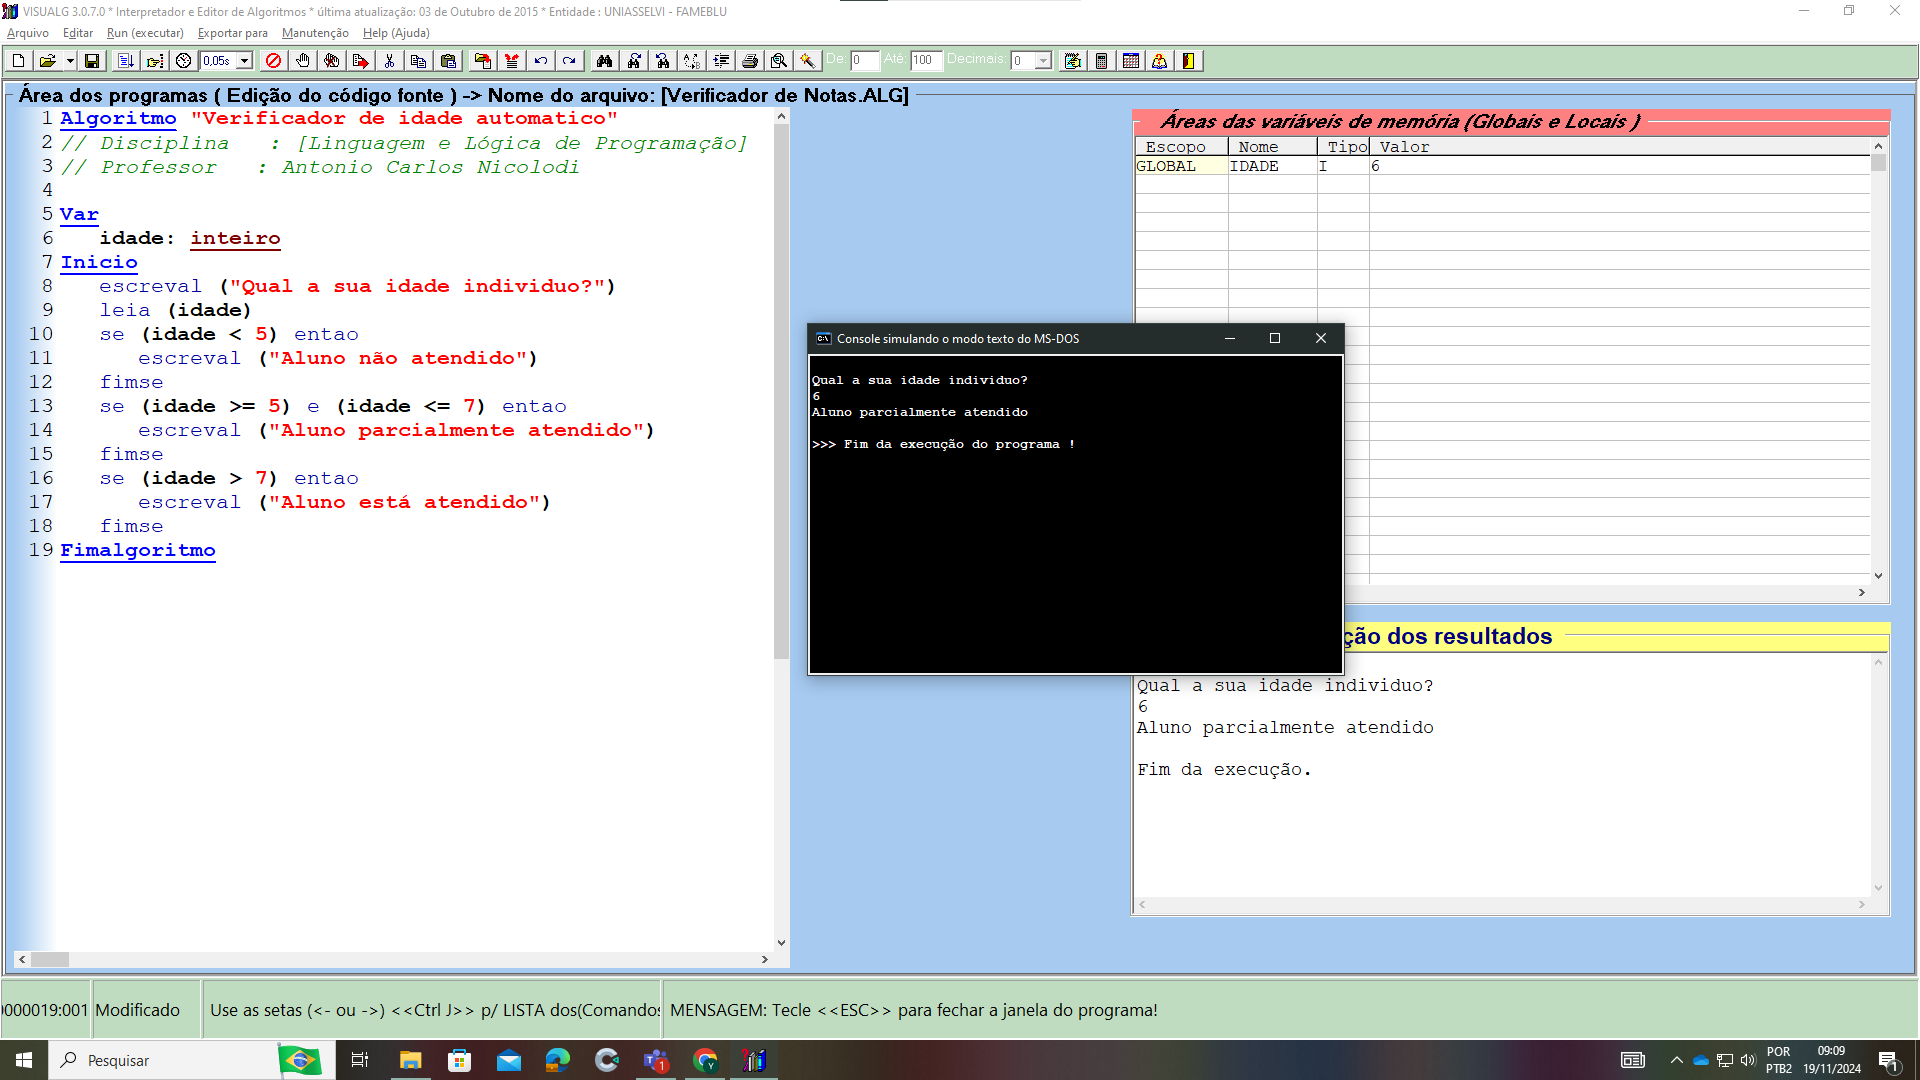 VISUALG 3.0.7.0 * Interpretador e Editor de Algoritmos * última atualização: 03 de Outubro de 2015 * Entidade : UNIASSELVI - FAMEBLU
Arquivo Editar Run (executar) Exportar para Manutenção Help (Ajuda)
0,05s De: 0 Até: 100 Decimais: 0
Área dos programas ( Edição do código fonte ) -> Nome do arquivo: [Verificador de Notas.ALG]
1 Algoritmo "Verificador de idade automatico"
2 // Disciplina   : [Linguagem e Lógica de Programação]
3 // Professor   : Antonio Carlos Nicolodi
4
5 Var
6    idade: inteiro
7 Inicio
8    escreval ("Qual a sua idade individuo?")
9    leia (idade)
10    se (idade < 5) entao
11       escreval ("Aluno não atendido")
12    fimse
13    se (idade >= 5) e (idade <= 7) entao
14       escreval ("Aluno parcialmente atendido")
15    fimse
16    se (idade > 7) entao
17       escreval ("Aluno está atendido")
18    fimse
19 Fimalgoritmo
Áreas das variáveis de memória (Globais e Locais )
Escopo Nome Tipo Valor
GLOBAL IDADE I 6
Console simulando o modo texto do MS-DOS
Qual a sua idade individuo?
6
Aluno parcialmente atendido
>>> Fim da execução do programa !
ção dos resultados
Qual a sua idade individuo?
6
Aluno parcialmente atendido
Fim da execução.
000019:001 Modificado Use as setas (<- ou ->) <<Ctrl J>> p/ LISTA dos(Comandos MENSAGEM: Tecle <<ESC>> para fechar a janela do programa!
Pesquisar
POR
PTB2
09:09
19/11/2024